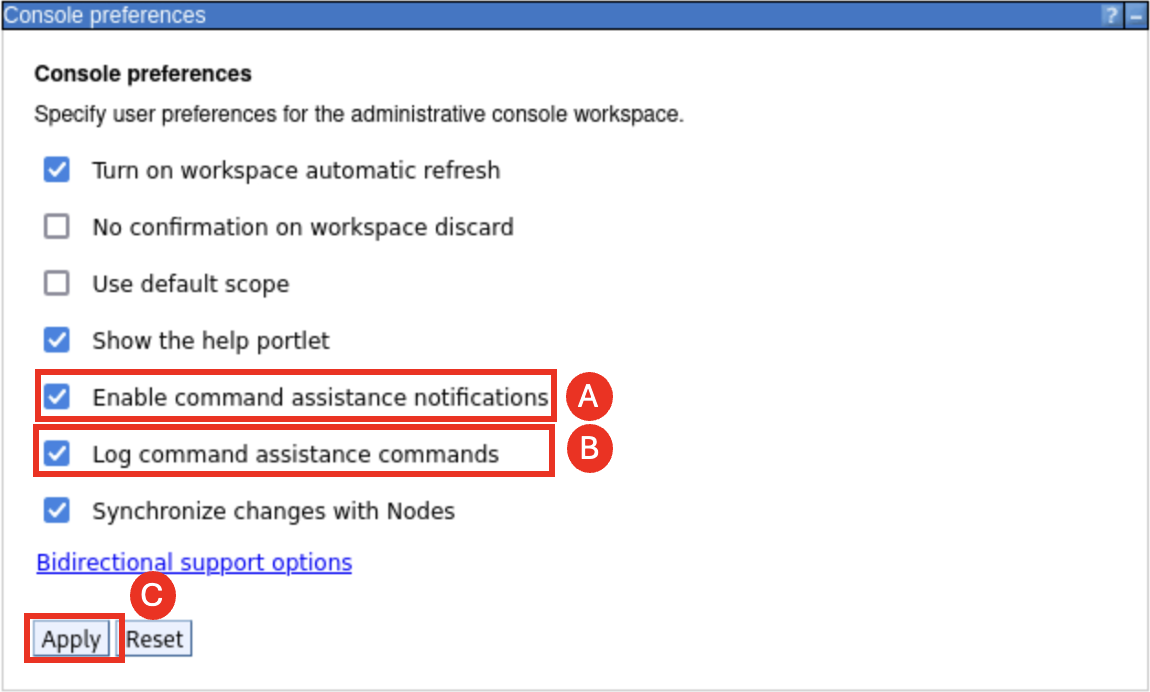 Console preferences ? –
Console preferences
Specify user preferences for the administrative console workspace.
Turn on workspace automatic refresh
No confirmation on workspace discard
Use default scope
Show the help portlet
Enable command assistance notifications A
Log command assistance commands B
Synchronize changes with Nodes
Bidirectional support options
C
Apply Reset